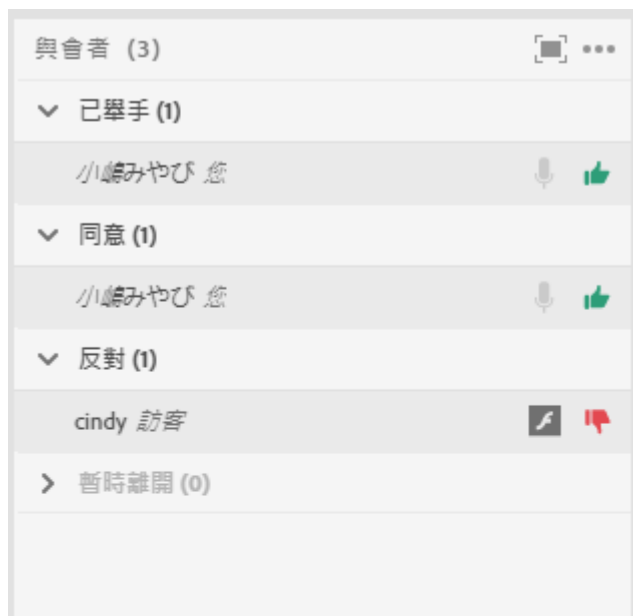 與會者 (3)
已舉手 (1)
小嶋みやび 您
同意 (1)
小嶋みやび 您
反對 (1)
cindy 訪客
暫時離開 (0)